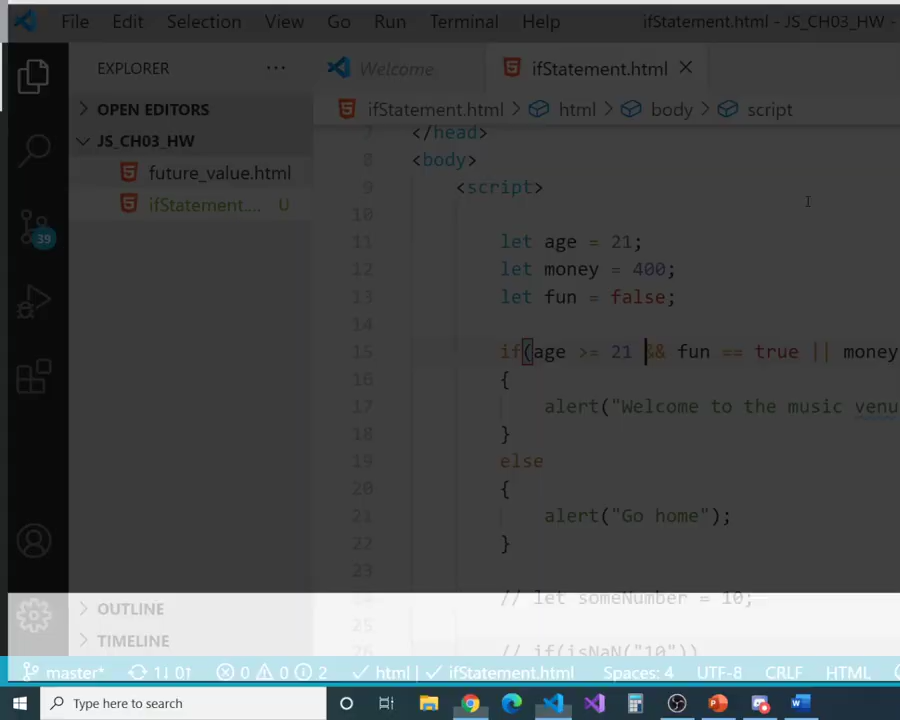 File Edit Selection View Go Run Terminal Help ifStatement.html - JS_CH03_HW -
EXPLORER ... Welcome ifStatement.html
OPEN EDITORS ifStatement.html > html > body > script
JS_CH03_HW
future_value.html
ifStatement.... U
39
7 </head>
8 <body>
9 <script>
10
11 let age = 21;
12 let money = 400;
13 let fun = false;
14
15 if(age >= 21 && fun == true || money
16 {
17 alert("Welcome to the music venu
18 }
19 else
20 {
21 alert("Go home");
22 }
23
24 // let someNumber = 10;
25
26 // if(isNaN("10"))
OUTLINE
TIMELINE
master* 1↓ 0↑ 0 0 2 html | ifStatement.html Spaces: 4 UTF-8 CRLF HTML
Type here to search